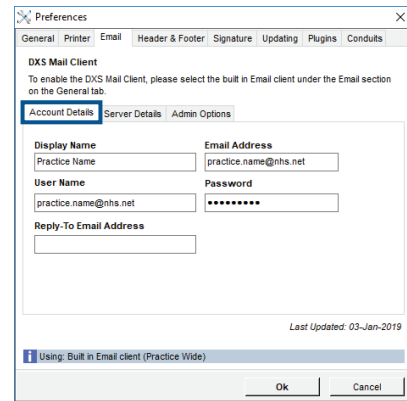 Preferences
General Printer Email Header & Footer Signature Updating Plugins Conduits
DXS Mail Client
To enable the DXS Mail Client, please select the built in Email client under the Email section
on the General tab.
Account Details Server Details Admin Options
Display Name Email Address
Practice Name practice.name@nhs.net
User Name Password
practice.name@nhs.net •••••••••
Reply-To Email Address
Last Updated: 03-Jan-2019
i Using: Built in Email client (Practice Wide)
Ok Cancel